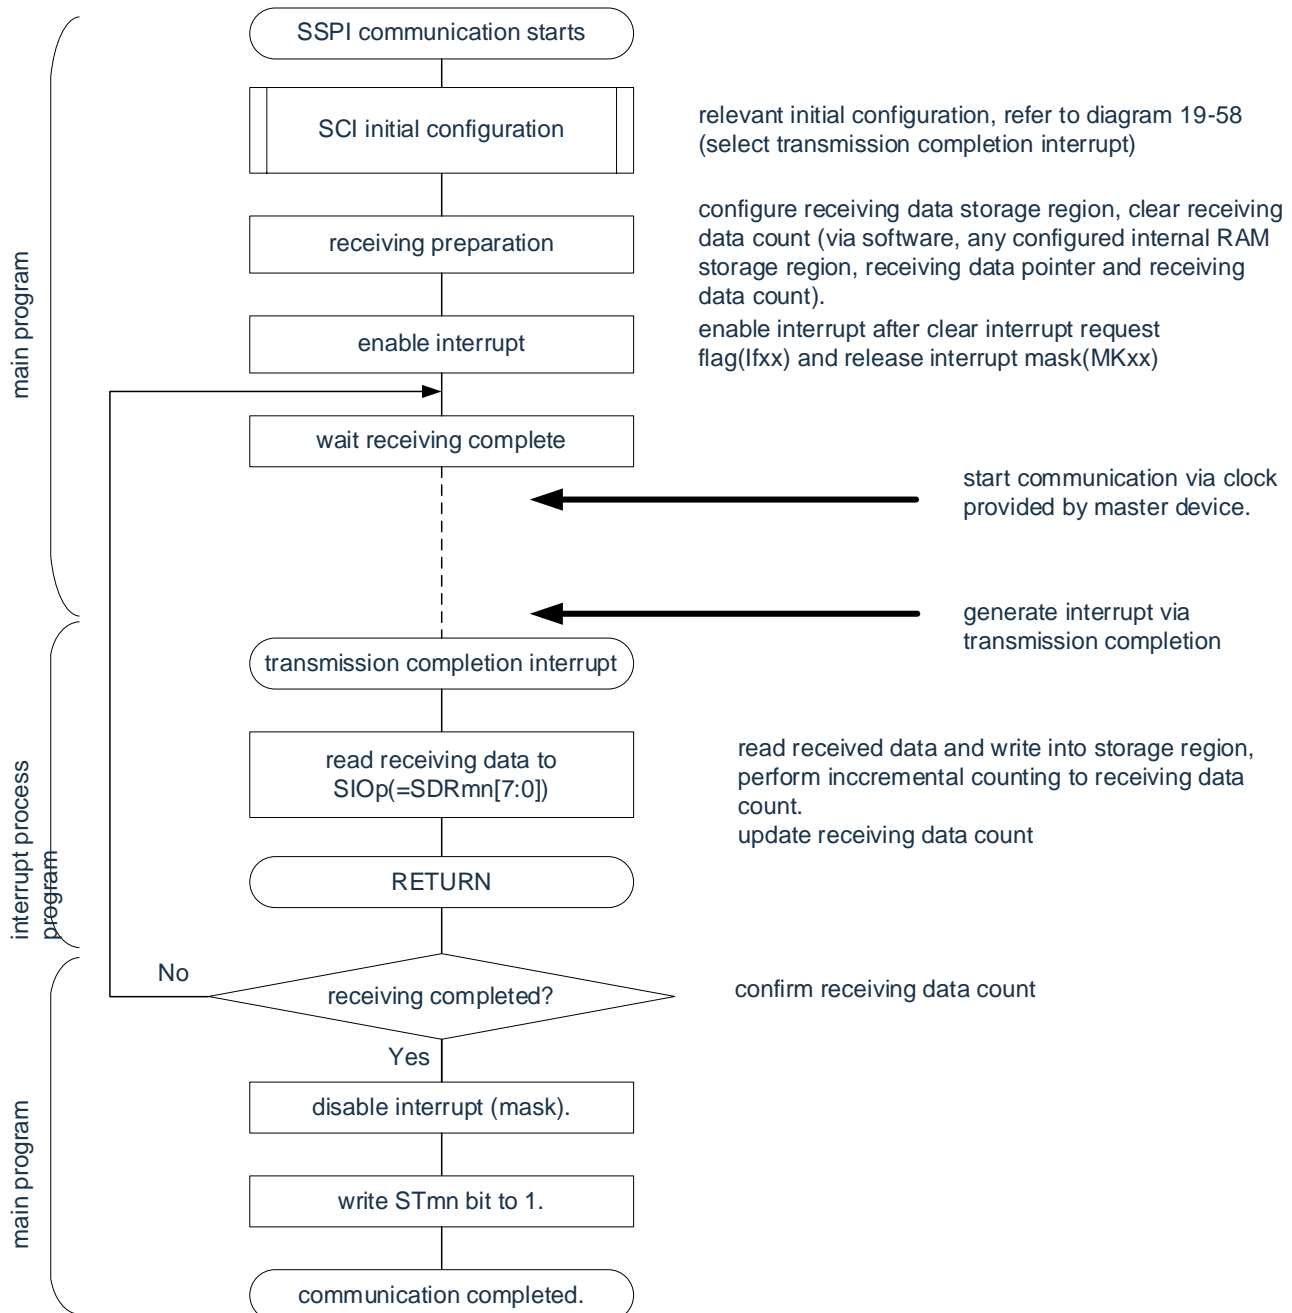 SSPI communication starts
SCI initial configuration
relevant initial configuration, refer to diagram 19-58
(select transmission completion interrupt)
receiving preparation
configure receiving data storage region, clear receiving
data count (via software, any configured internal RAM
storage region, receiving data pointer and receiving
data count).
main program
enable interrupt
enable interrupt after clear interrupt request
flag(Ifxx) and release interrupt mask(MKxx)
wait receiving complete
start communication via clock
provided by master device.
generate interrupt via
transmission completion
transmission completion interrupt
read receiving data to
SIOp(=SDRmn[7:0])
read received data and write into storage region,
perform inccremental counting to receiving data
count.
update receiving data count
interrupt process
program
RETURN
No
receiving completed?
confirm receiving data count
Yes
disable interrupt (mask).
main program
write STmn bit to 1.
communication completed.